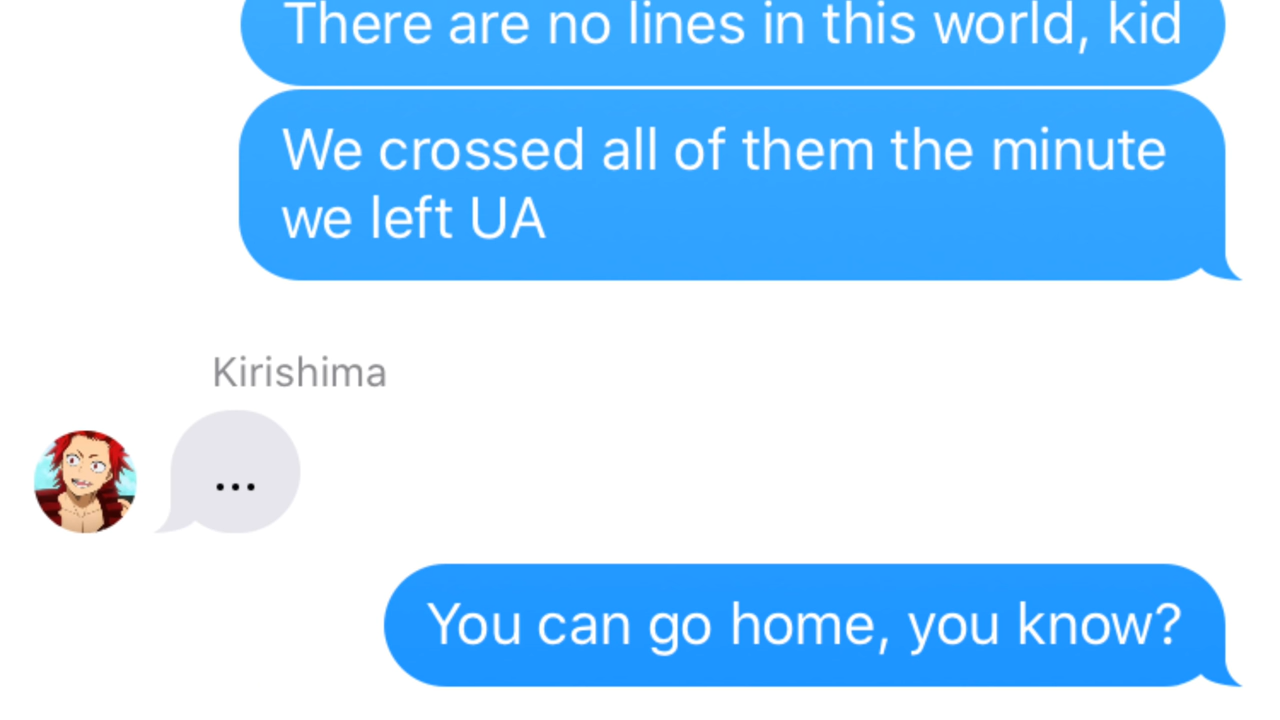 There are no lines in this world, kid
We crossed all of them the minute
we left UA
Kirishima
...
You can go home, you know?